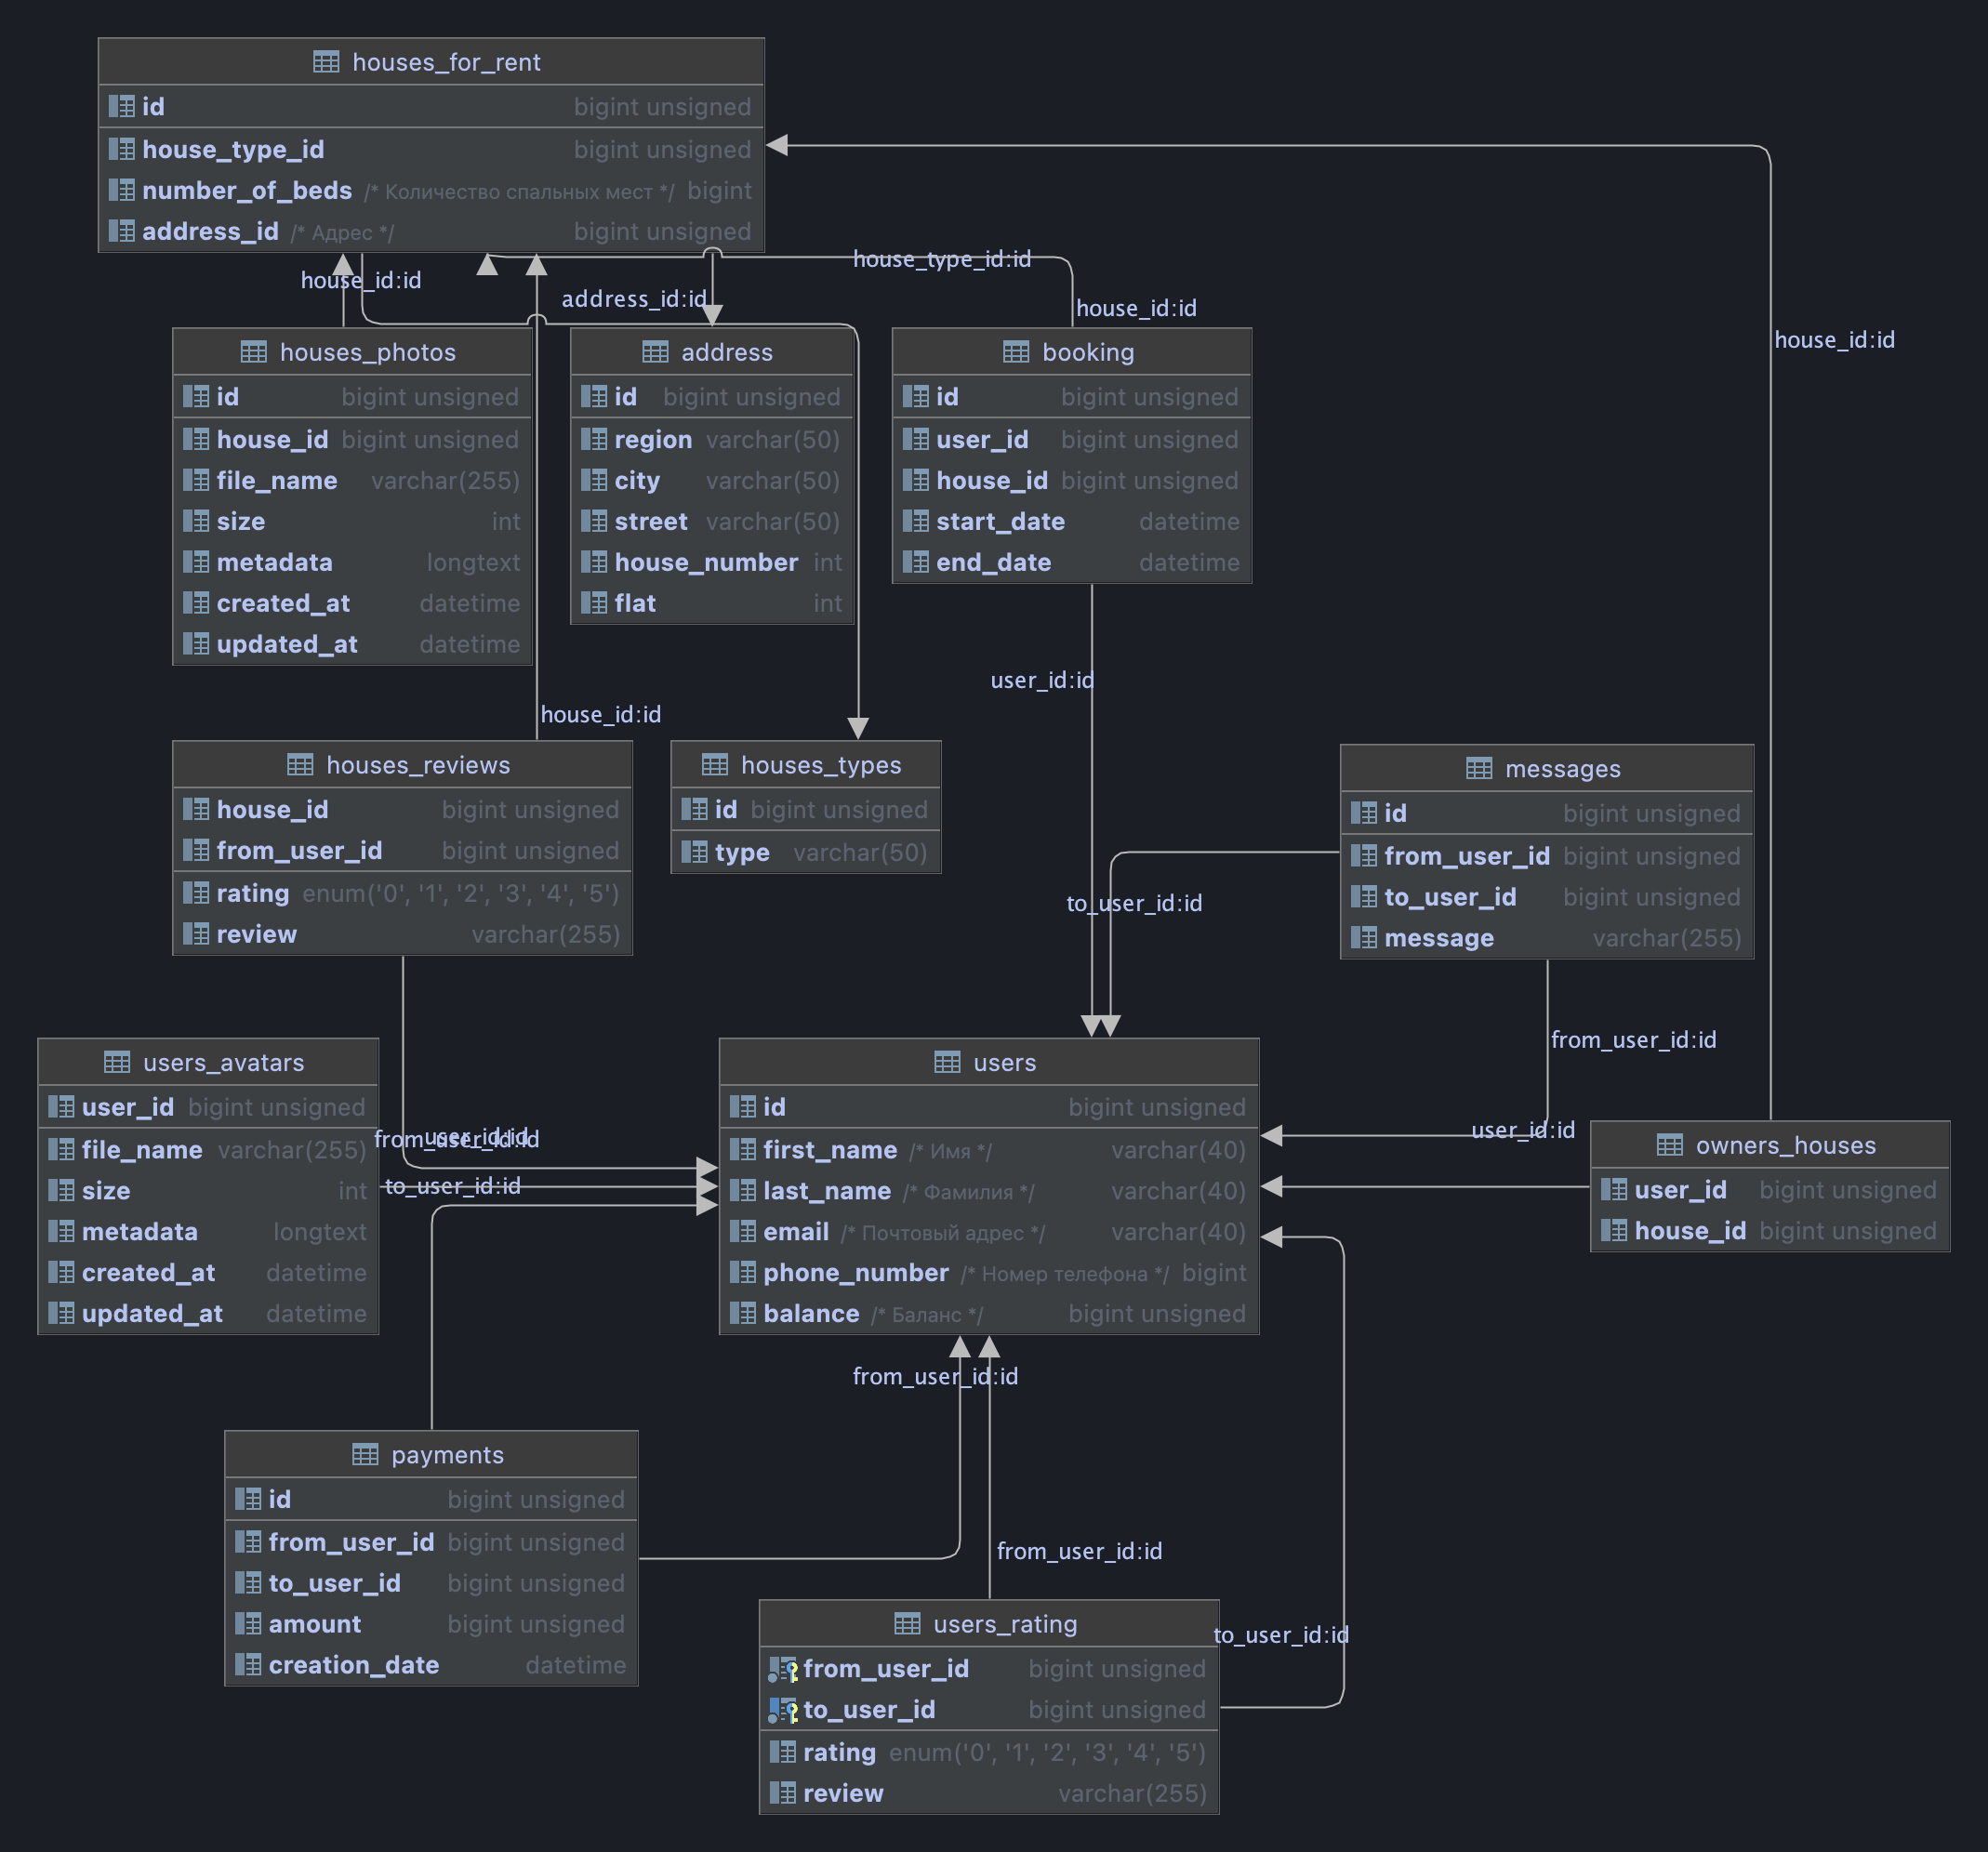 houses_for_rent
id bigint unsigned
house_type_id bigint unsigned
number_of_beds /* Количество спальных мест */ bigint
address_id /* Адрес */ bigint unsigned
house_type_id:id
house_id:id
address_id:id
house_id:id
house_id:id
houses_photos
id bigint unsigned
house_id bigint unsigned
file_name varchar(255)
size int
metadata longtext
created_at datetime
updated_at datetime
address
id bigint unsigned
region varchar(50)
city varchar(50)
street varchar(50)
house_number int
flat int
booking
id bigint unsigned
user_id bigint unsigned
house_id bigint unsigned
start_date datetime
end_date datetime
user_id:id
house_id:id
houses_reviews
house_id bigint unsigned
from_user_id bigint unsigned
rating enum('0', '1', '2', '3', '4', '5')
review varchar(255)
houses_types
id bigint unsigned
type varchar(50)
messages
id bigint unsigned
from_user_id bigint unsigned
to_user_id bigint unsigned
message varchar(255)
to_user_id:id
from_user_id:id
users_avatars
user_id bigint unsigned
file_name varchar(255)
size int
metadata longtext
created_at datetime
updated_at datetime
from_user_id:id
user_id:id
to_user_id:id
users
id bigint unsigned
first_name /* Имя */ varchar(40)
last_name /* Фамилия */ varchar(40)
email /* Почтовый адрес */ varchar(40)
phone_number /* Номер телефона */ bigint
balance /* Баланс */ bigint unsigned
user_id:id
owners_houses
user_id bigint unsigned
house_id bigint unsigned
from_user_id:id
payments
id bigint unsigned
from_user_id bigint unsigned
to_user_id bigint unsigned
amount bigint unsigned
creation_date datetime
from_user_id:id
to_user_id:id
users_rating
from_user_id bigint unsigned
to_user_id bigint unsigned
rating enum('0', '1', '2', '3', '4', '5')
review varchar(255)